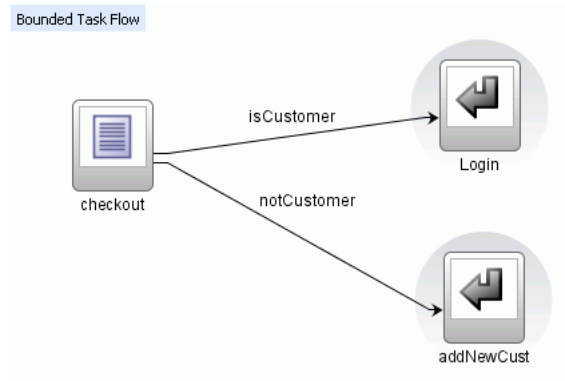 Bounded Task Flow
isCustomer
Login
checkout
notCustomer
addNewCust